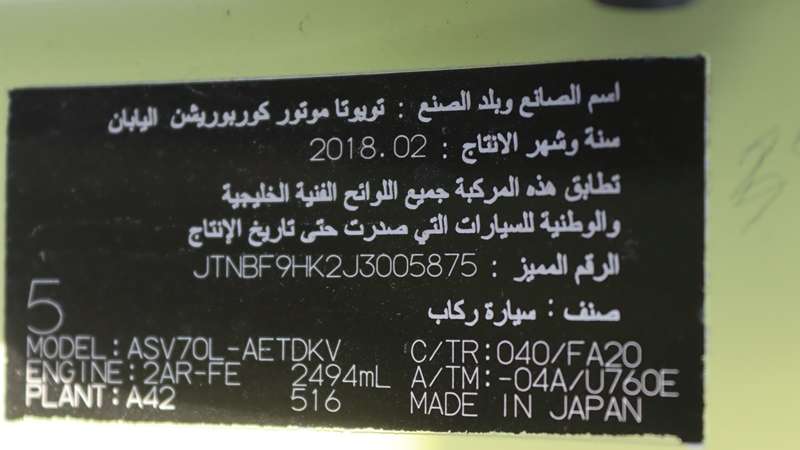 اسم الصانع وبلد الصنع : تويوتا موتور كوربوريشن اليابان
سنة وشهر الانتاج : 2018.02
تطابق هذه المركبة جميع اللوائح الفنية الخليجية
والوطنية للسيارات التي صدرت حتى تاريخ الإنتاج
الرقم المميز : JTNBF9HK2J3005875
صنف : سيارة ركاب
5
MODEL:ASV70L-AETDKV C/TR:040/FA20
ENGINE:2AR-FE 2494mL A/TM:-04A/U760E
PLANT:A42 516 MADE IN JAPAN